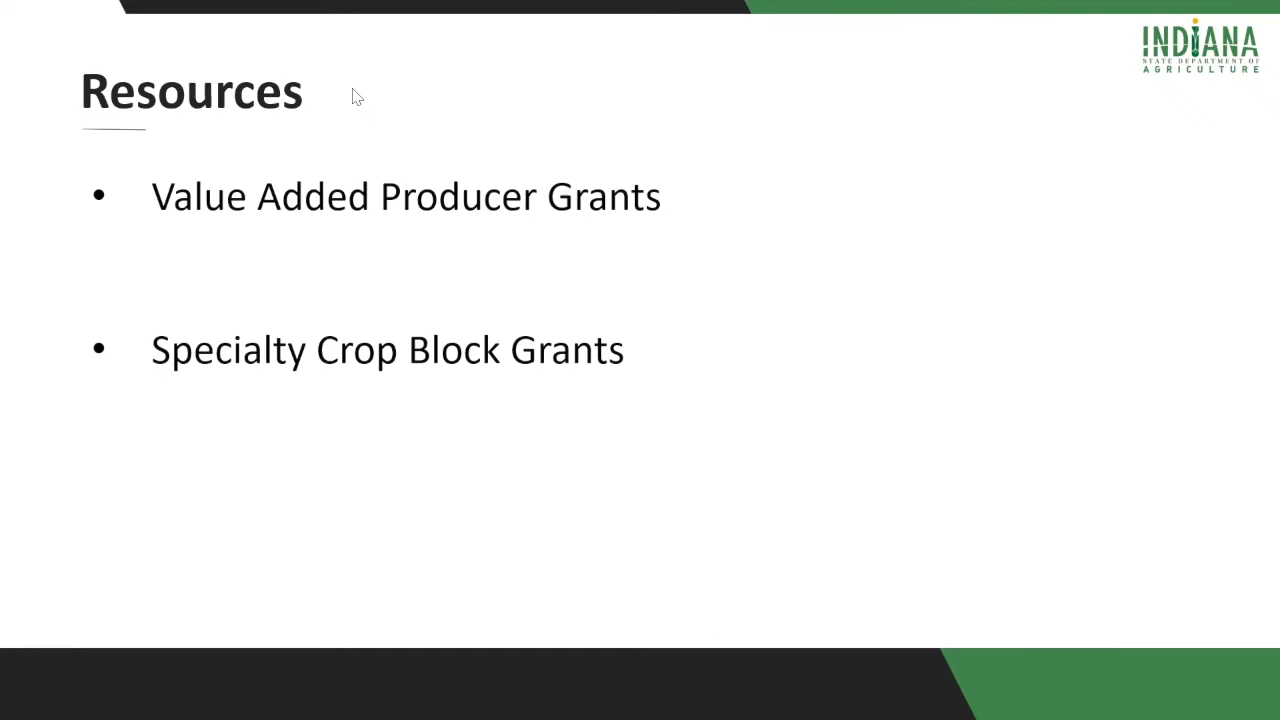 INDIANA
STATE DEPARTMENT OF
AGRICULTURE
Resources
• Value Added Producer Grants
• Specialty Crop Block Grants